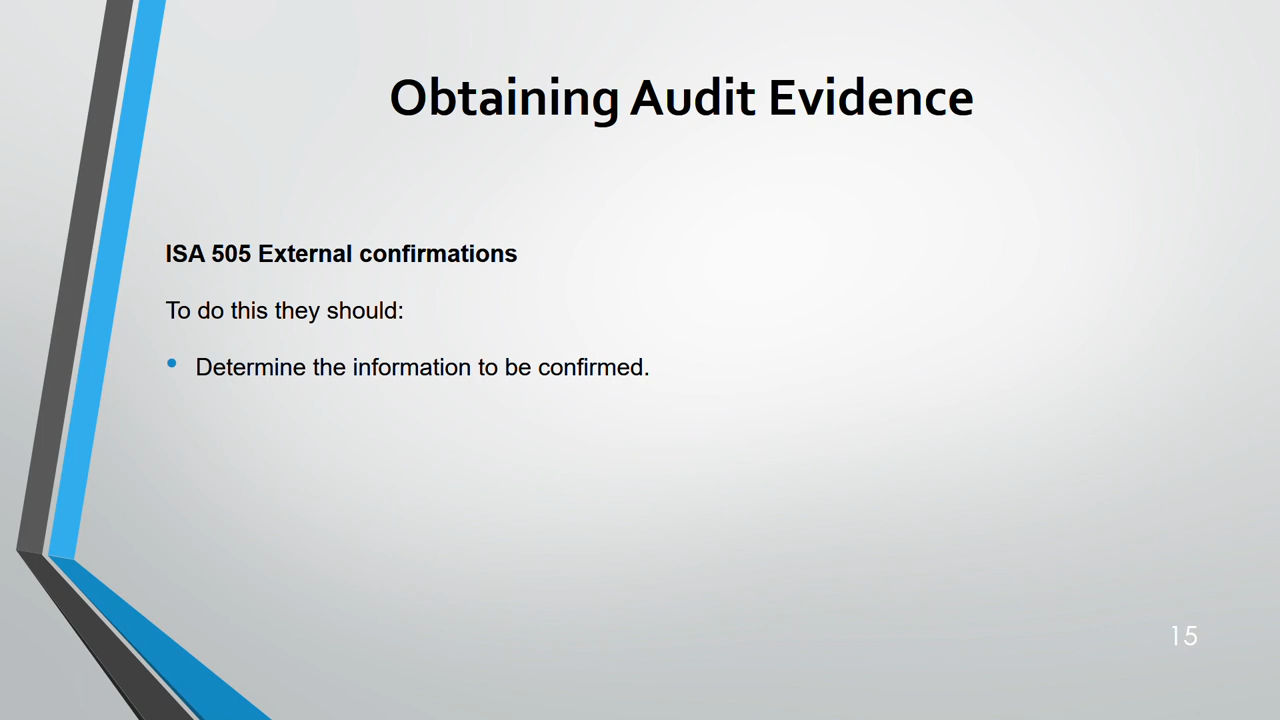 Obtaining Audit Evidence
ISA 505 External confirmations
To do this they should:
• Determine the information to be confirmed.
15